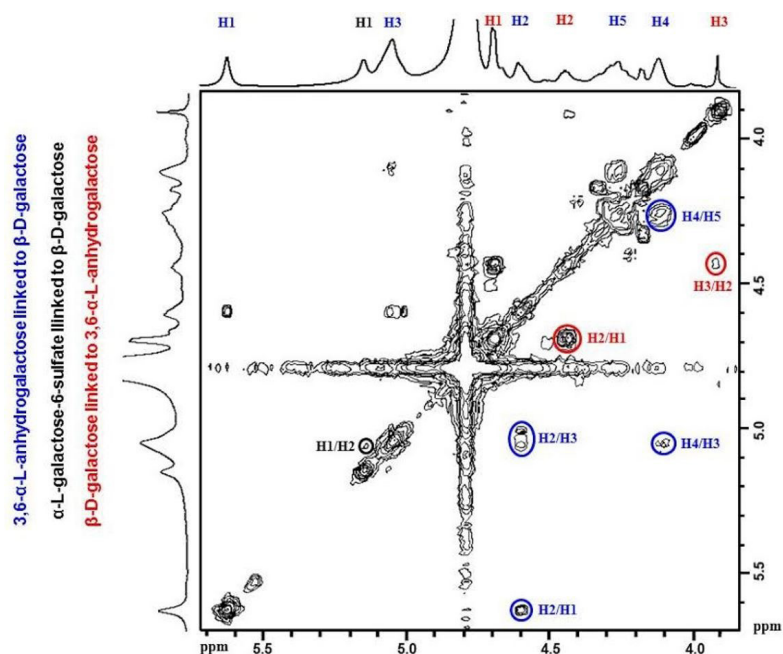 H1 H1 H3 H1 H2 H2 H5 H4 H3
3,6-α-L-anhydrogalactose linked to β-D-galactose
α-L-galactose-6-sulfate llinked to β-D-galactose
β-D-galactose linked to 3,6-α-L-anhydrogalactose
4.0
H4/H5
H3/H2
4.5
H2/H1
5.0
H1/H2
H2/H3
H4/H3
5.5
H2/H1
ppm
ppm 5.5 5.0 4.5 4.0